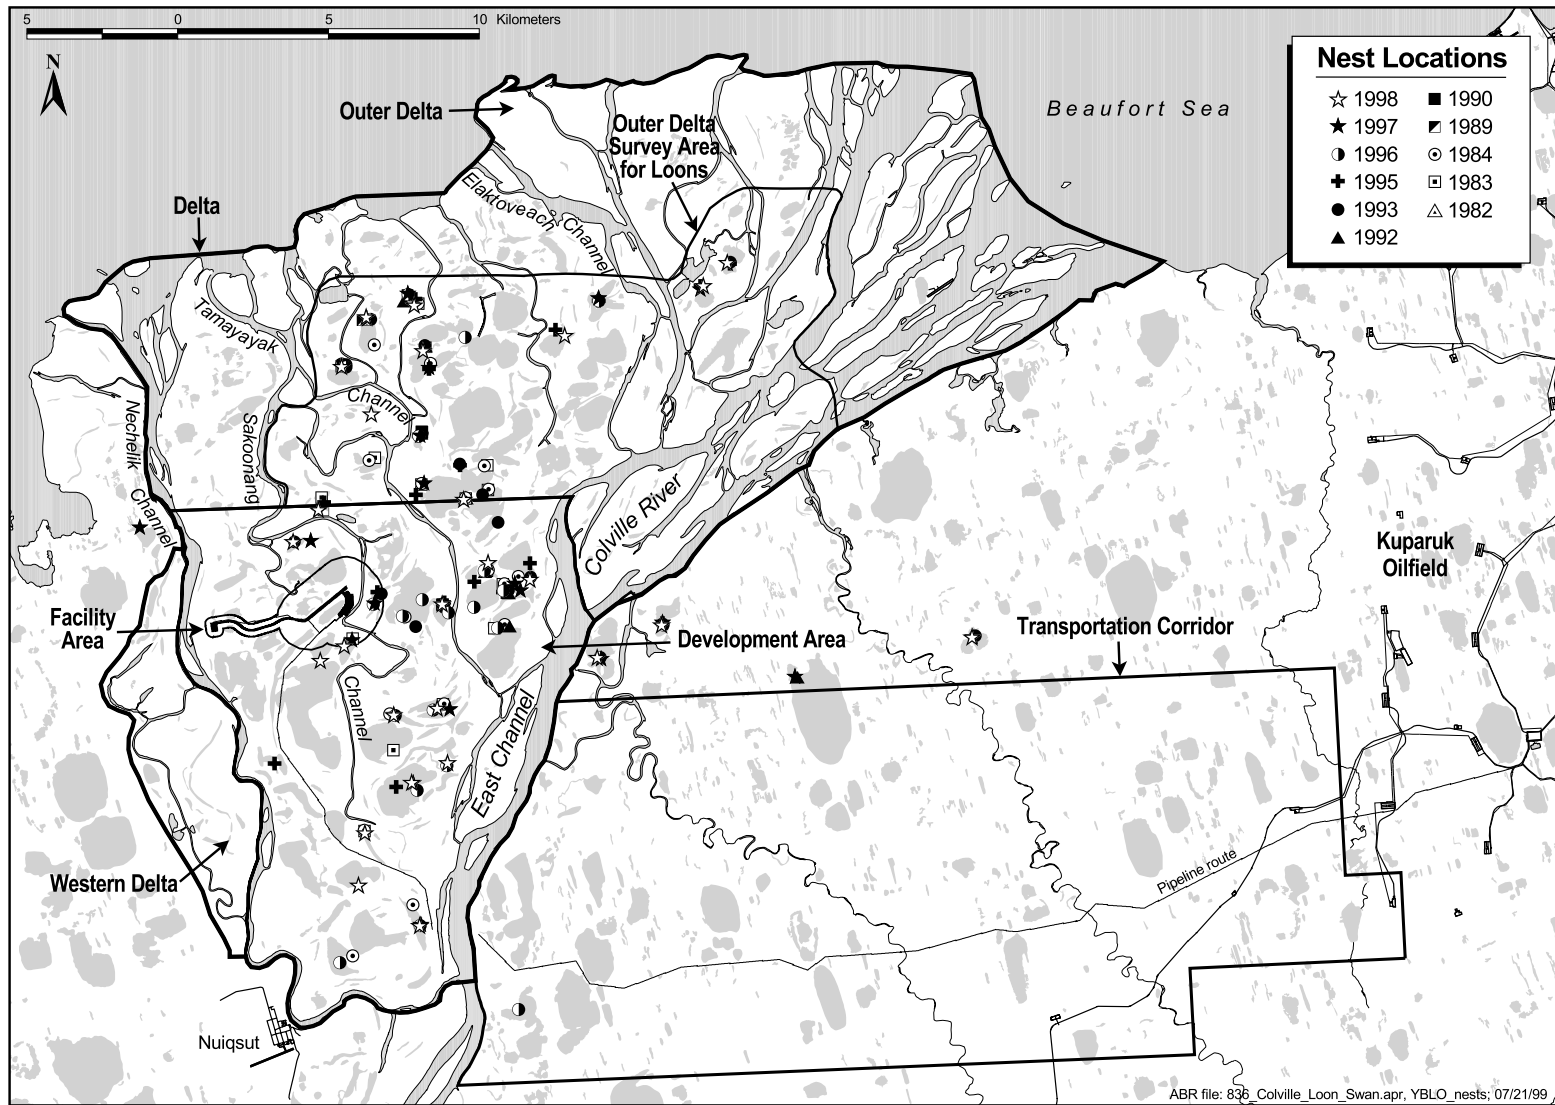 5 0 5 10 Kilometers
N
Nest Locations
1998 1990
1997 1989
1996 1984
1995 1983
1993 1982
1992
Outer Delta
Outer Delta
Survey Area
for Loons
Beaufort Sea
Elaktoveach
Channel
Delta
Tamayayak
Channel
Nechelik
Channel
Sakoonang
Channel
Colville River
Kuparuk
Oilfield
Facility
Area
Development Area
Transportation Corridor
East Channel
Western Delta
Pipeline route
Nuiqsut
ABR file: 836_Colville_Loon_Swan.apr, YBLO_nests; 07/21/99